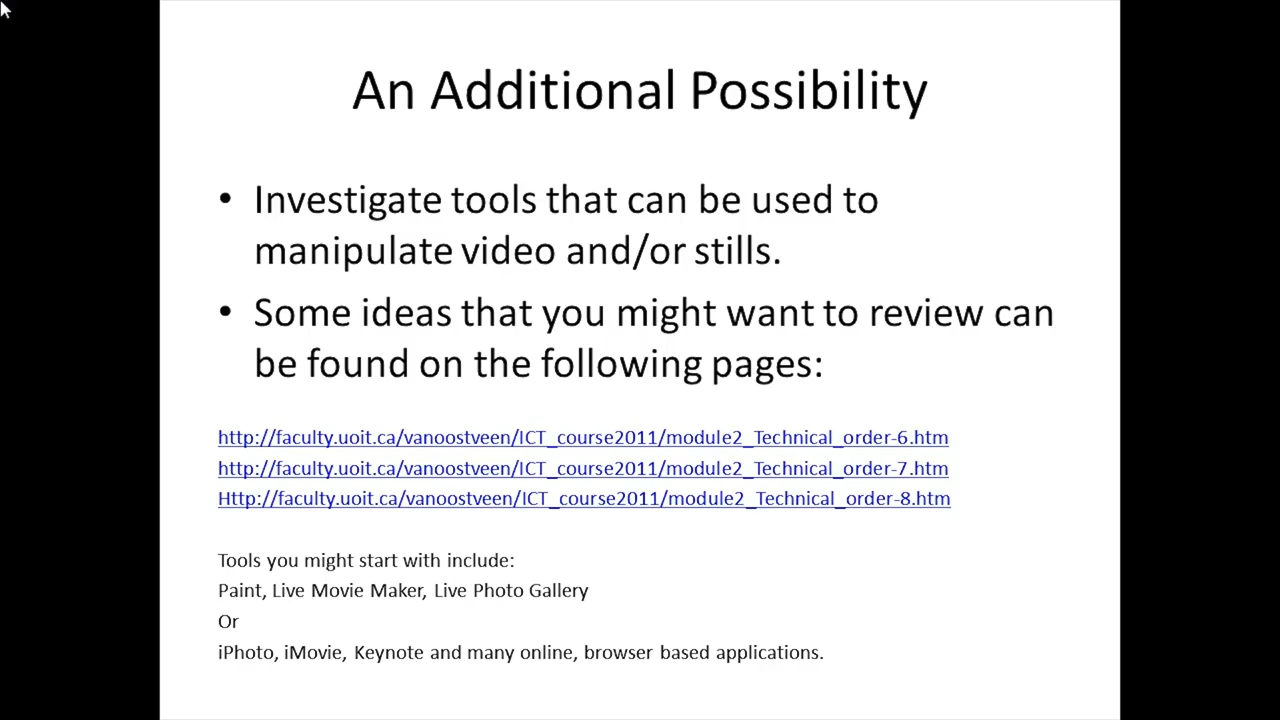 An Additional Possibility
• Investigate tools that can be used to
manipulate video and/or stills.
• Some ideas that you might want to review can
be found on the following pages:
http://faculty.uoit.ca/vanoostveen/ICT_course2011/module2_Technical_order-6.htm
http://faculty.uoit.ca/vanoostveen/ICT_course2011/module2_Technical_order-7.htm
Http://faculty.uoit.ca/vanoostveen/ICT_course2011/module2_Technical_order-8.htm
Tools you might start with include:
Paint, Live Movie Maker, Live Photo Gallery
Or
iPhoto, iMovie, Keynote and many online, browser based applications.